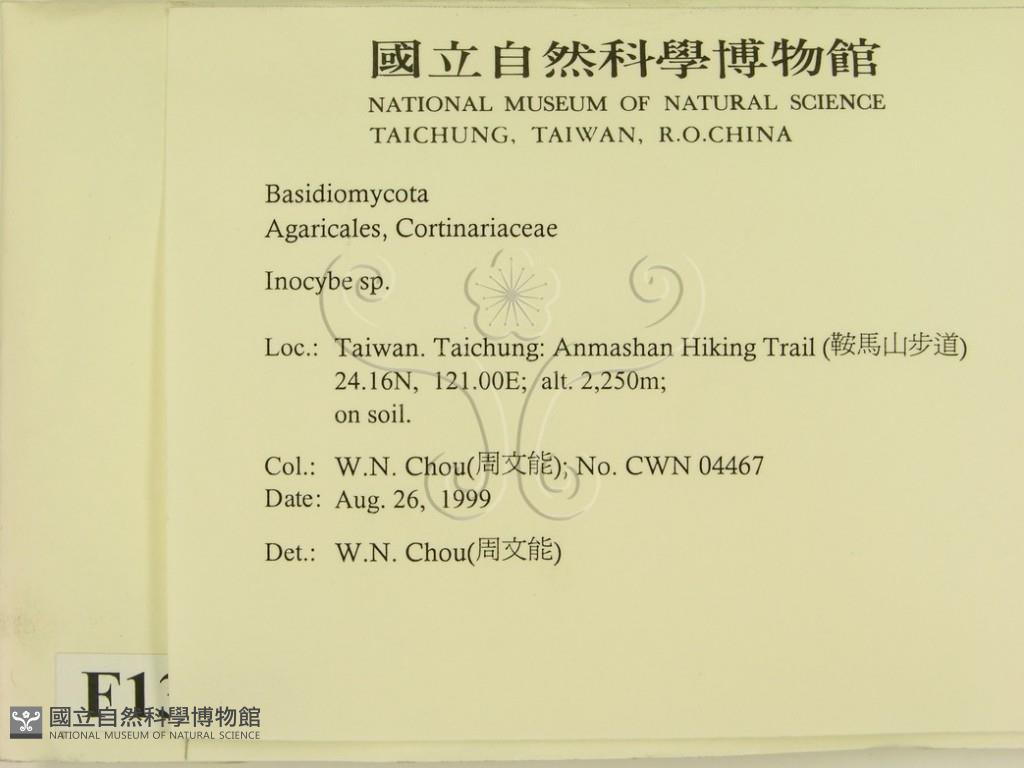 國立自然科學博物館
NATIONAL MUSEUM OF NATURAL SCIENCE
TAICHUNG, TAIWAN, R.O.CHINA
Basidiomycota
Agaricales, Cortinariaceae
Inocybe sp.
Loc.: Taiwan. Taichung: Anmashan Hiking Trail (鞍馬山步道)
24.16N, 121.00E; alt. 2,250m;
on soil.
Col.: W.N. Chou(周文能); No. CWN 04467
Date: Aug. 26, 1999
Det.: W.N. Chou(周文能)
國立自然科學博物館
NATIONAL MUSEUM OF NATURAL SCIENCE